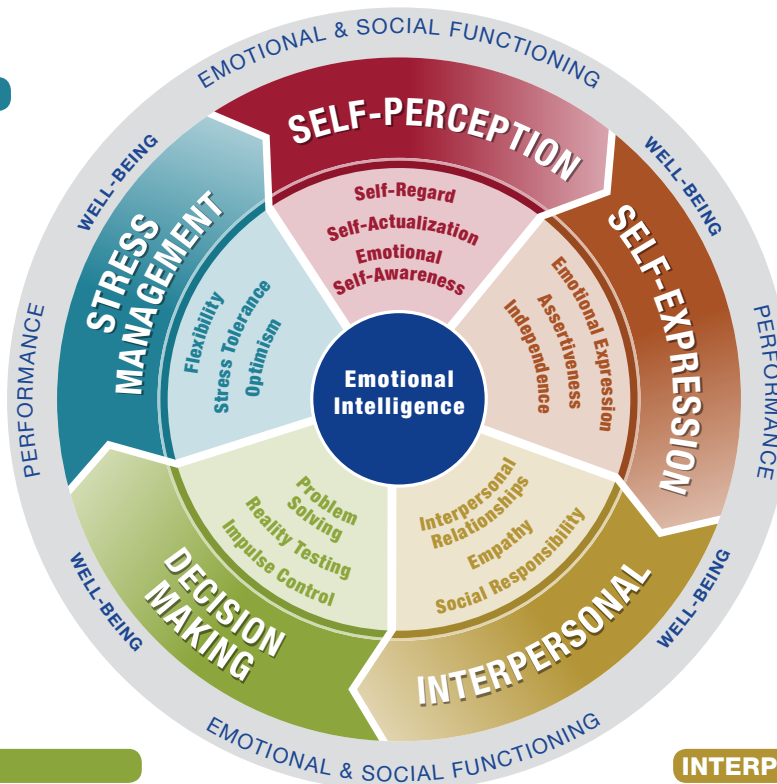 EMOTIONAL & SOCIAL FUNCTIONING
WELL-BEING
WELL-BEING
PERFORMANCE
PERFORMANCE
SELF-PERCEPTION
Self-Regard
Self-Actualization
Emotional
Self-Awareness
SELF-EXPRESSION
Emotional Expression
Assertiveness
Independence
STRESS
MANAGEMENT
Flexibility
Stress Tolerance
Optimism
Emotional
Intelligence
INTERPERSONAL
Interpersonal
Relationships
Empathy
Social Responsibility
DECISION
MAKING
Problem
Solving
Reality Testing
Impulse Control
WELL-BEING
WELL-BEING
EMOTIONAL & SOCIAL FUNCTIONING
INTERP